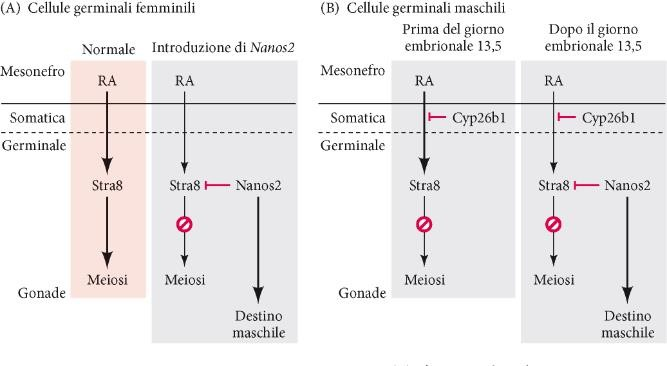 (A) Cellule germinali femminili
Normale
Introduzione di Nanos2
Mesonefro
RA
RA
Somatica
Germinale
Stra8
Stra8
Nanos2
Meiosi
Meiosi
Gonade
Destino
maschile
(B) Cellule germinali maschili
Prima del giorno
embrionale 13,5
Dopo il giorno
embrionale 13,5
Mesonefro
RA
RA
Somatica
Cyp26b1
Cyp26b1
Germinale
Stra8
Stra8
Nanos2
Meiosi
Meiosi
Gonade
Destino
maschile